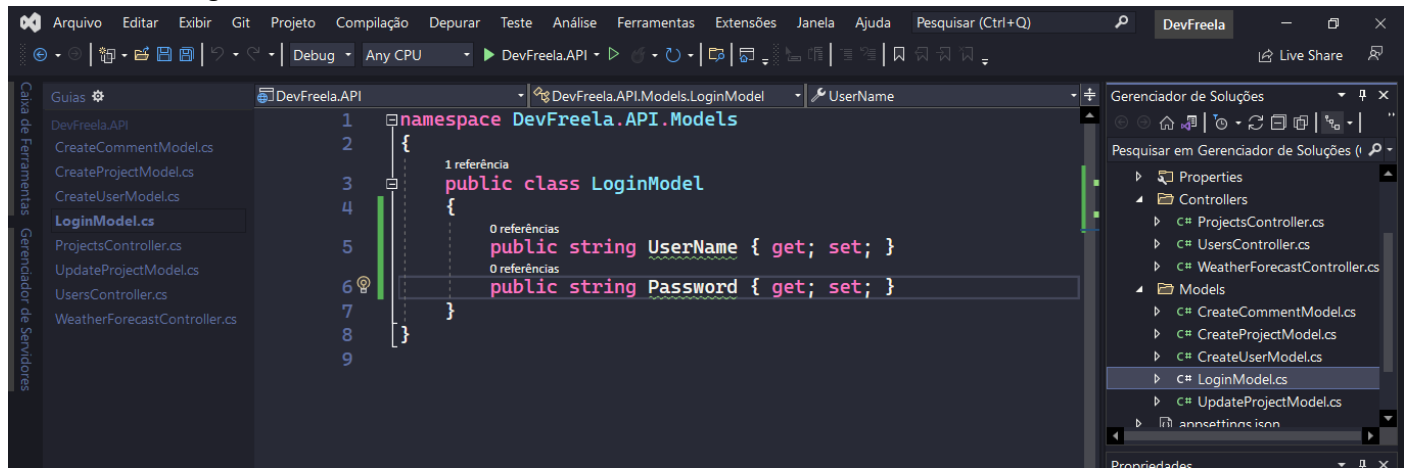 Arquivo Editar Exibir Git Projeto Compilação Depurar Teste Análise Ferramentas Extensões Janela Ajuda Pesquisar (Ctrl+Q) DevFreela
Debug Any CPU DevFreela.API Live Share
Caixa de Ferramentas
Gerenciador de Servidores
Guias
DevFreela.API
CreateCommentModel.cs
CreateProjectModel.cs
CreateUserModel.cs
LoginModel.cs
ProjectsController.cs
UpdateProjectModel.cs
UsersController.cs
WeatherForecastController.cs
DevFreela.API DevFreela.API.Models.LoginModel UserName
1 namespace DevFreela.API.Models
2 {
1 referência
3 public class LoginModel
4 {
0 referências
5 public string UserName { get; set; }
0 referências
6 public string Password { get; set; }
7 }
8 }
9
Gerenciador de Soluções
Pesquisar em Gerenciador de Soluções (
Properties
Controllers
C# ProjectsController.cs
C# UsersController.cs
C# WeatherForecastController.cs
Models
C# CreateCommentModel.cs
C# CreateProjectModel.cs
C# CreateUserModel.cs
C# LoginModel.cs
C# UpdateProjectModel.cs
appsettings.json
Propriedades